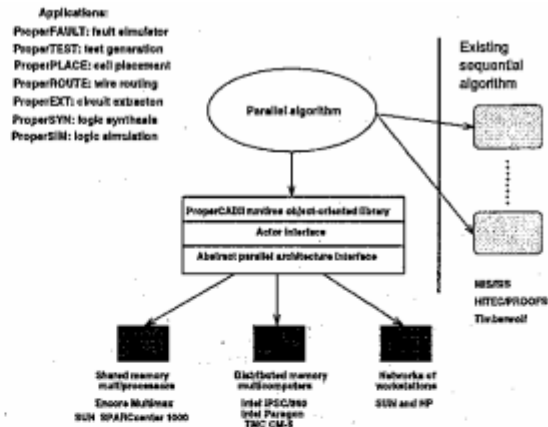 Applications:
ProperFAULT: fault simulator
ProperTEST: test generation
ProperPLACE: cell placement
ProperROUTE: wire routing
ProperEXT: circuit extractor
ProperSYN: logic synthesis
ProperSIM: logic simulation
Parallel algorithm
Existing
sequential
algorithm
ProperCADII runtime object-oriented library
Actor interface
Abstract parallel architecture interface
MIS/SIS
HITEC/PROOFS
Timberwolf
Shared memory
multiprocessors
Encore Multimax
SUN SPARCcenter 1000
Distributed memory
multicomputers
Intel iPSC/860
Intel Paragon
TMC CM-5
Networks of
workstations
SUN and HP